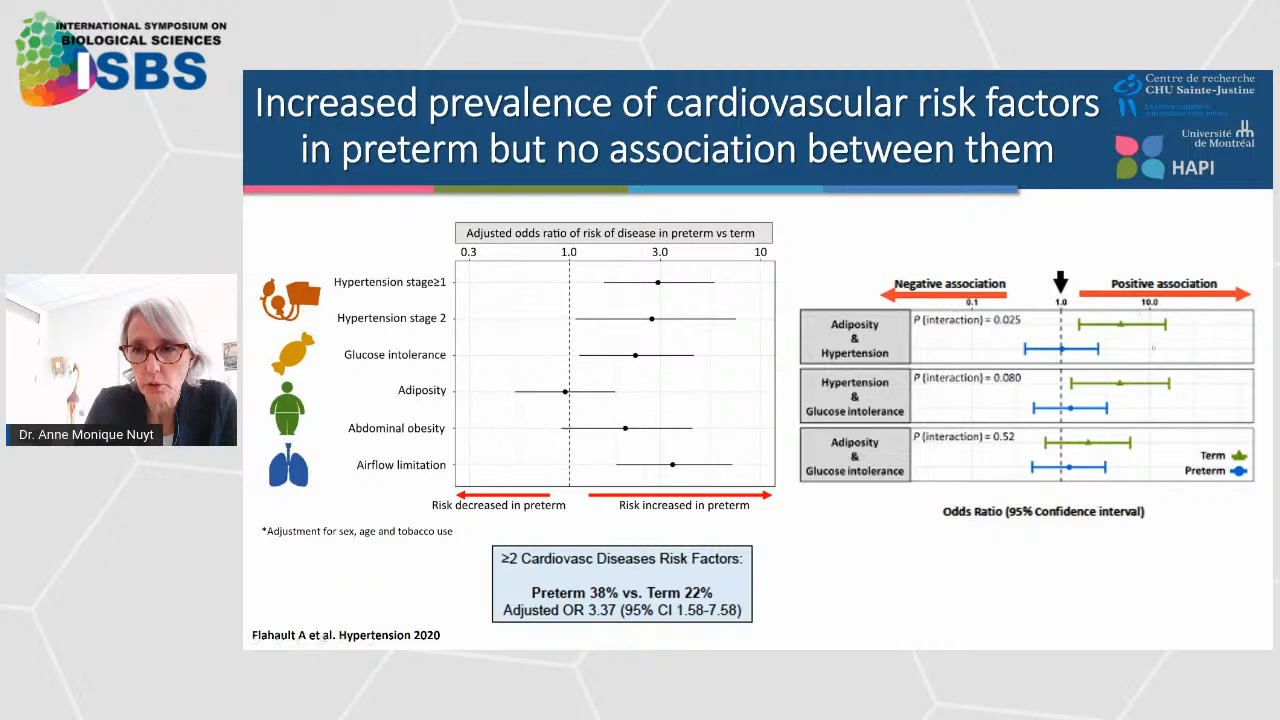 INTERNATIONAL SYMPOSIUM ON
BIOLOGICAL SCIENCES
ISBS
Increased prevalence of cardiovascular risk factors
in preterm but no association between them
Centre de recherche
CHU Sainte-Justine
Université
de Montréal
HAPI
Adjusted odds ratio of risk of disease in preterm vs term
0.3 1.0 3.0 10
Hypertension stage≥1
Hypertension stage 2
Glucose intolerance
Adiposity
Abdominal obesity
Airflow limitation
Risk decreased in preterm Risk increased in preterm
*Adjustment for sex, age and tobacco use
Negative association Positive association
0.1 1.0 10.0
Adiposity
&
Hypertension
P (interaction) = 0.025
Hypertension
&
Glucose intolerance
P (interaction) = 0.080
Adiposity
&
Glucose intolerance
P (interaction) = 0.52
Term
Preterm
Odds Ratio (95% Confidence interval)
≥2 Cardiovasc Diseases Risk Factors:
Preterm 38% vs. Term 22%
Adjusted OR 3.37 (95% CI 1.58-7.58)
Flahault A et al. Hypertension 2020
Dr. Anne Monique Nuyt